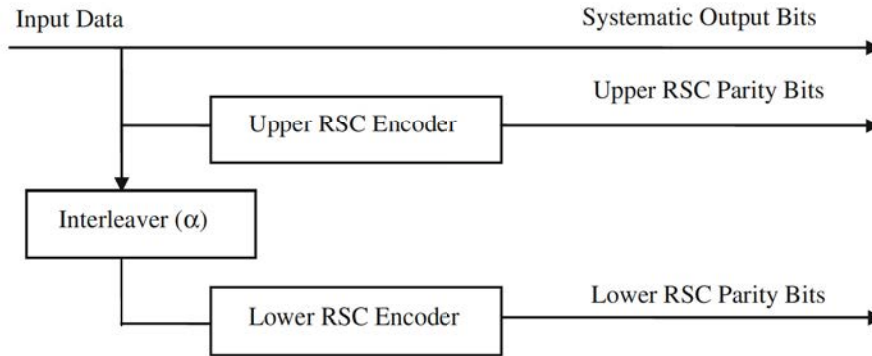 Input Data
Systematic Output Bits
Upper RSC Parity Bits
Upper RSC Encoder
Interleaver (α)
Lower RSC Parity Bits
Lower RSC Encoder